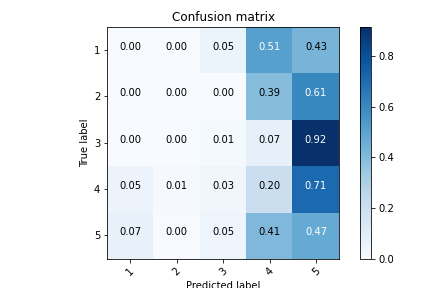 Confusion matrix
1 0.00 0.00 0.05 0.51 0.43
2 0.00 0.00 0.00 0.39 0.61
3 0.00 0.00 0.01 0.07 0.92
4 0.05 0.01 0.03 0.20 0.71
5 0.07 0.00 0.05 0.41 0.47
1 2 3 4 5
True label
Predicted label
0.8
0.6
0.4
0.2
0.0